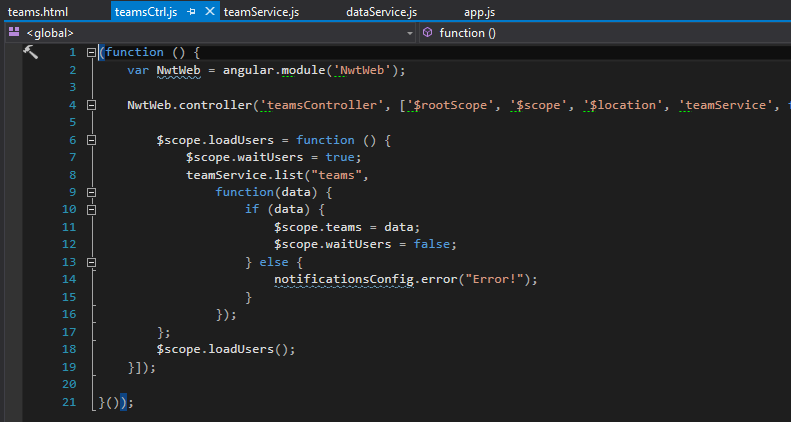 teams.html teamsCtrl.js teamService.js dataService.js app.js
<global> function ()
1 (function () {
2 var NwtWeb = angular.module('NwtWeb');
3
4 NwtWeb.controller('teamsController', ['$rootScope', '$scope', '$location', 'teamService',
5
6 $scope.loadUsers = function () {
7 $scope.waitUsers = true;
8 teamService.list("teams",
9 function(data) {
10 if (data) {
11 $scope.teams = data;
12 $scope.waitUsers = false;
13 } else {
14 notificationsConfig.error("Error!");
15 }
16 });
17 };
18 $scope.loadUsers();
19 }]);
20
21 }());